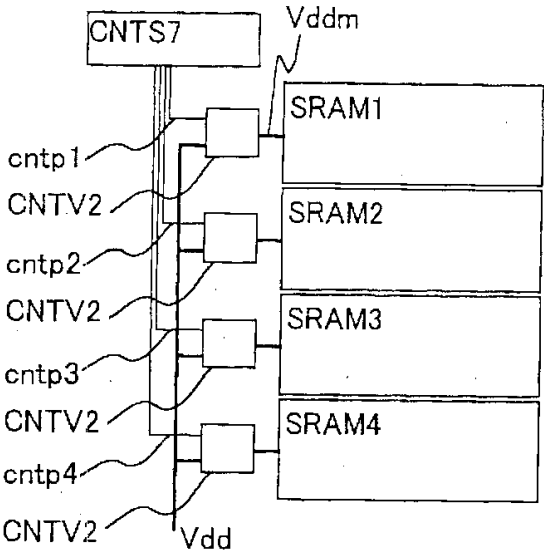 CNTS7
Vddm
SRAM1
cntp1
CNTV2
SRAM2
cntp2
CNTV2
SRAM3
cntp3
CNTV2
SRAM4
cntp4
CNTV2
Vdd